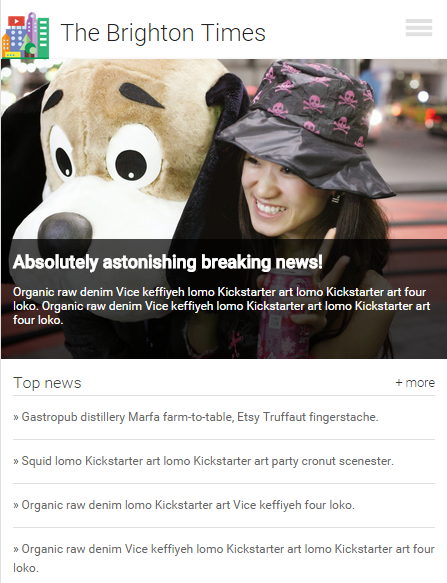 The Brighton Times
Absolutely astonishing breaking news!
Organic raw denim Vice keffiyeh lomo Kickstarter art lomo Kickstarter art four
loko. Organic raw denim Vice keffiyeh lomo Kickstarter art lomo Kickstarter art
four loko.
Top news
+ more
» Gastropub distillery Marfa farm-to-table, Etsy Truffaut fingerstache.
» Squid lomo Kickstarter art lomo Kickstarter art party cronut scenester.
» Organic raw denim lomo Kickstarter art Vice keffiyeh four loko.
» Organic raw denim Vice keffiyeh lomo Kickstarter art lomo Kickstarter art four
loko.